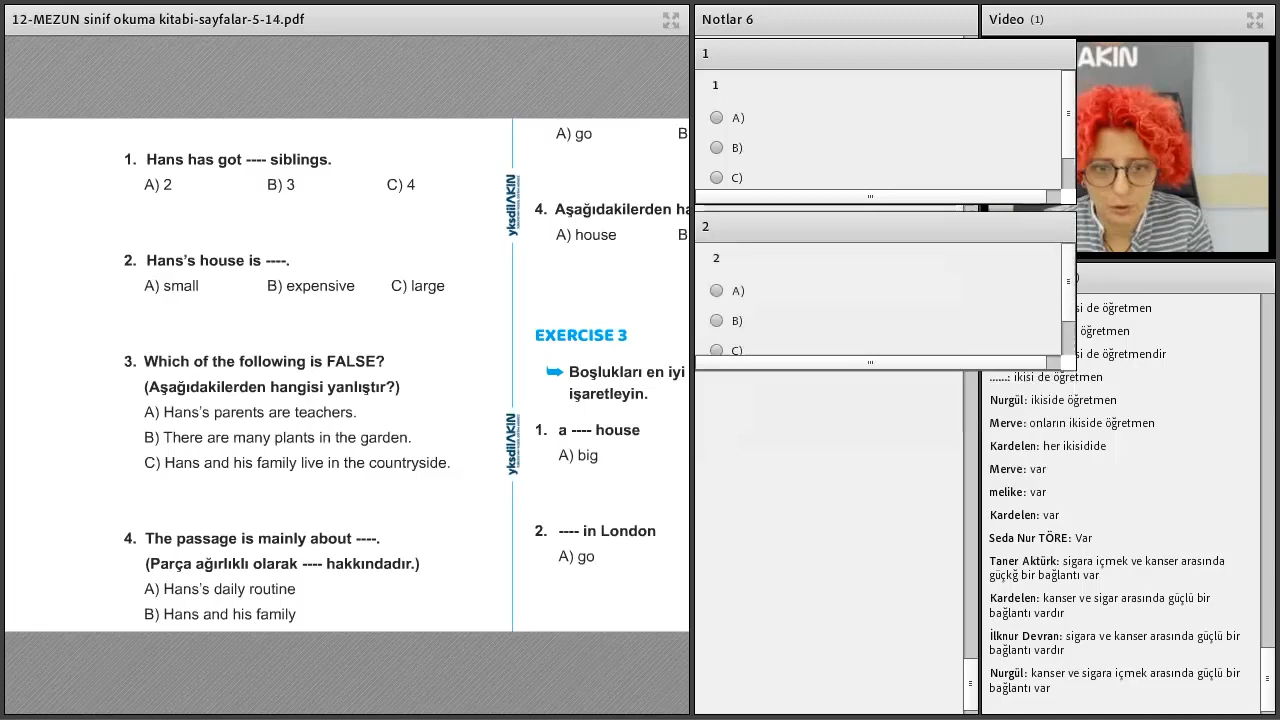 12-MEZUN sinif okuma kitabi-sayfalar-5-14.pdf
1. Hans has got ---- siblings.
A) 2 B) 3 C) 4
2. Hans's house is ----.
A) small B) expensive C) large
3. Which of the following is FALSE?
(Aşağıdakilerden hangisi yanlıştır?)
A) Hans's parents are teachers.
B) There are many plants in the garden.
C) Hans and his family live in the countryside.
4. The passage is mainly about ----.
(Parça ağırlıklı olarak ---- hakkındadır.)
A) Hans's daily routine
B) Hans and his family
yksdilAKIN
yksdilAKIN
A) go B
4. Aşağıdakilerden ha
A) house B
EXERCISE 3
Boşlukları en iyi
işaretleyin.
1. a ---- house
A) big
2. ---- in London
A) go
Notlar 6
1
1
A)
B)
C)
2
2
A)
B)
C)
Video (1)
AKIN
)
si de öğretmen
öğretmen
si de öğretmendir
......: ikisi de öğretmen
Nurgül: ikiside öğretmen
Merve: onların ikiside öğretmen
Kardelen: her ikisidide
Merve: var
melike: var
Kardelen: var
Seda Nur TÖRE: Var
Taner Aktürk: sigara içmek ve kanser arasında
güçkğ bir bağlantı var
Kardelen: kanser ve sigar arasında güçlü bir
bağlantı vardır
İlknur Devran: sigara ve kanser arasında güçlü bir
bağlantı vardır
Nurgül: kanser ve sigara içmek arasında güçlü bir
bağlantı var